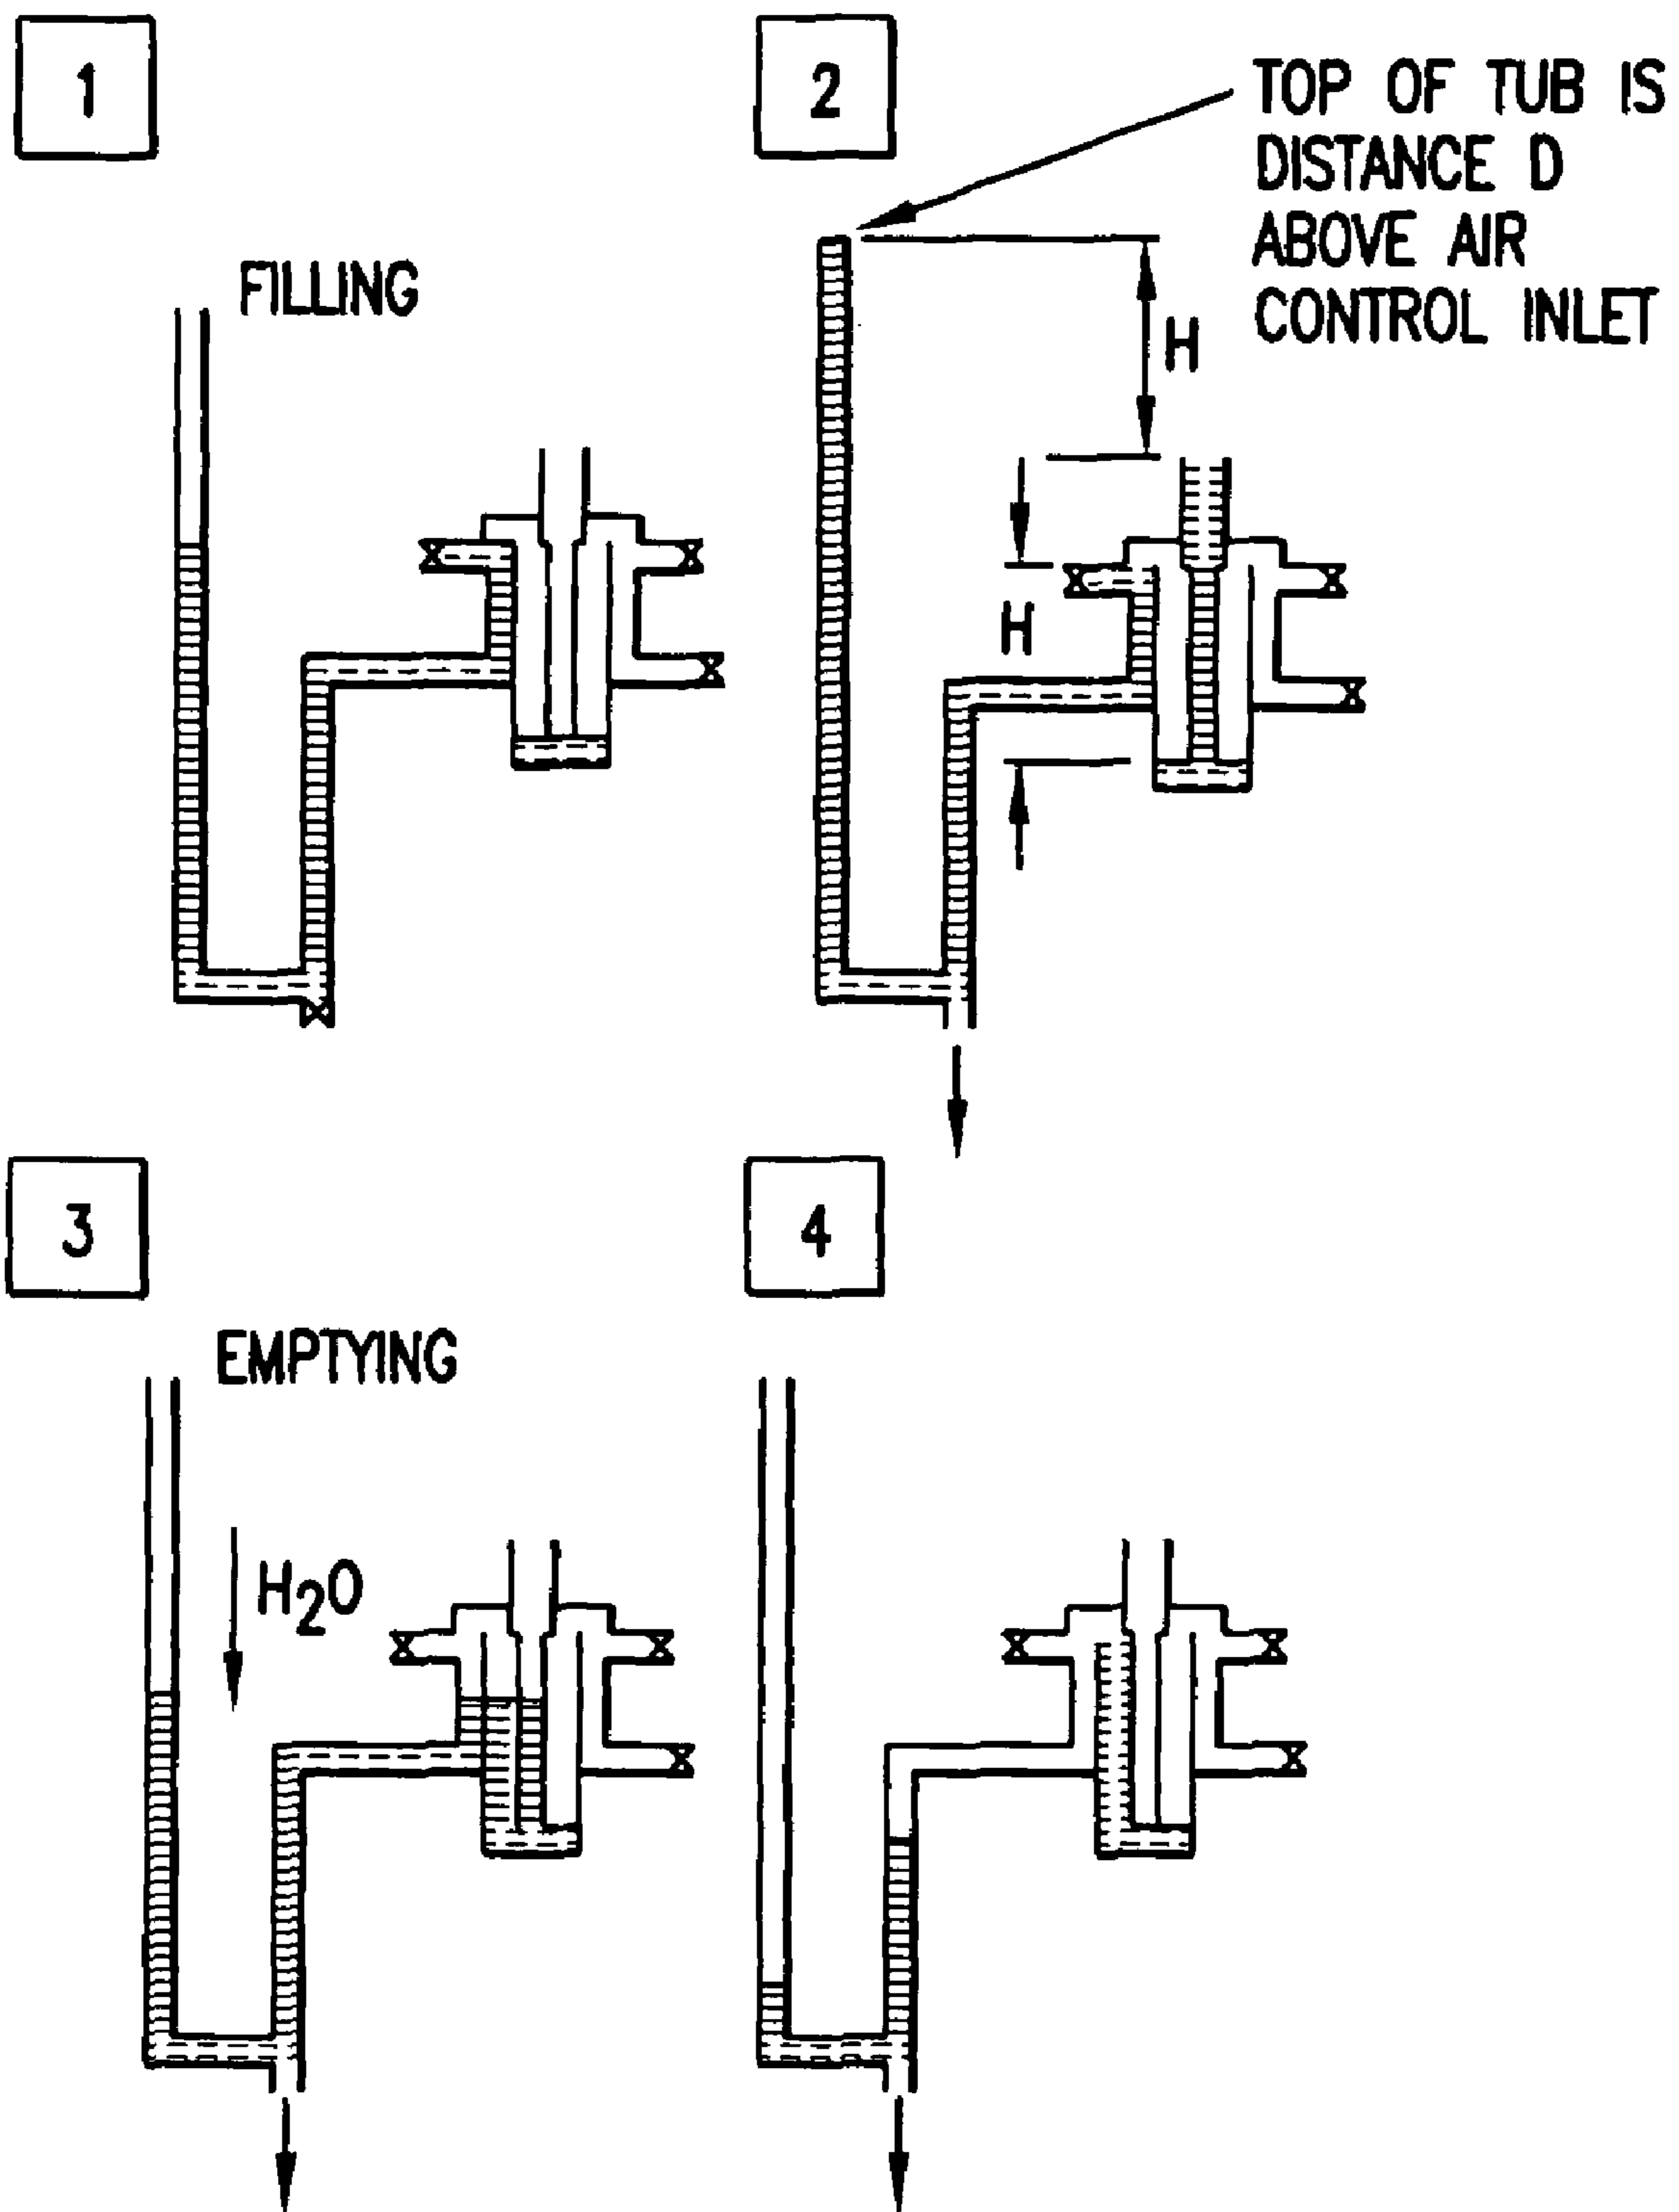 1
2
TOP OF TUB IS
DISTANCE D
ABOVE AIR
CONTROL INLET
FILLING
H
H
3
4
EMPTYING
H2O